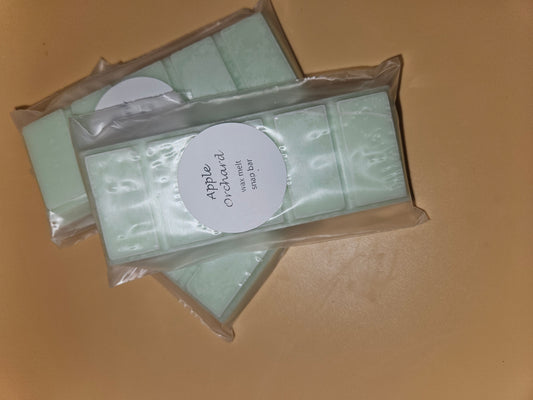 Apple
Orchard
wax melt
snap bar